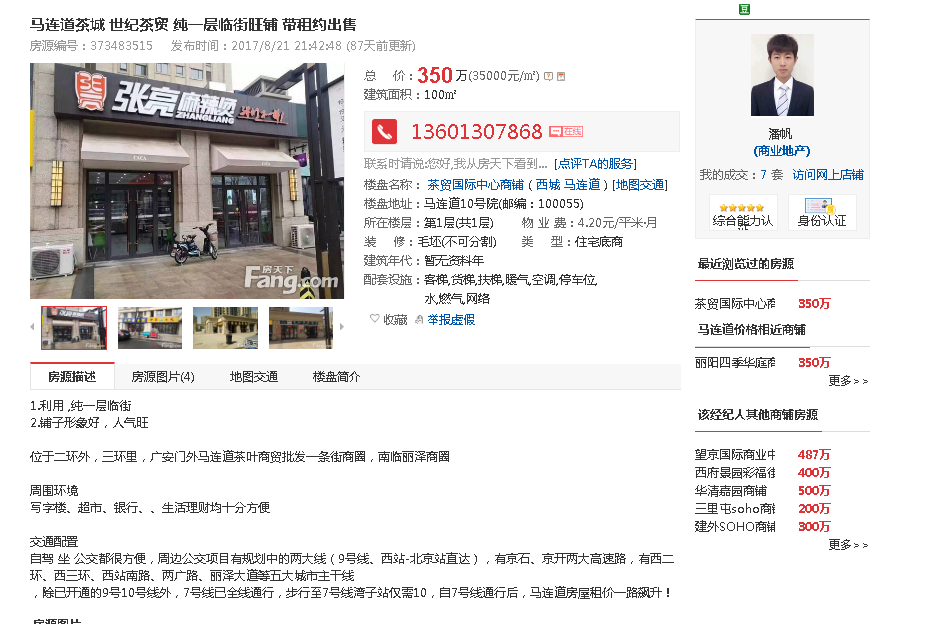 豆
马连道茶城 世纪茶贸 纯一层临街旺铺 带租约出售
房源编号：373483515 发布时间：2017/8/21 21:42:48 (87天前更新)
张亮麻辣烫
ZHANGLIANG
房天下
Fang.com
总 价：350万(35000元/㎡)
建筑面积：100㎡
13601307868 在线
联系时请说:您好,我从房天下看到... [点评TA的服务]
楼盘名称： 茶贸国际中心商铺（西城 马连道）[地图交通]
楼盘地址：马连道10号院(邮编：100055)
所在楼层：第1层(共1层) 物 业 费：4.20元/平米·月
装 修：毛坯(不可分割) 类 型：住宅底商
建筑年代：暂无资料年
配套设施：客梯,货梯,扶梯,暖气,空调,停车位,
水,燃气,网络
收藏 举报虚假
房源描述 房源图片(4) 地图交通 楼盘简介
1.利用 ,纯一层临街
2.铺子形象好，人气旺
位于二环外，三环里，广安门外马连道茶叶商贸批发一条街商圈，南临丽泽商圈
周围环境
写字楼、超市、银行、、生活理财均十分方便
交通配置
自驾 坐 公交都很方便，周边公交项目有规划中的两大线（9号线、西站-北京站直达），有京石、京开两大高速路，有西二
环、西三环、西站南路、两广路、丽泽大道等五大城市主干线
，除已开通的9号10号线外，7号线已全线通行，步行至7号线湾子站仅需10，自7号线通行后，马连道房屋租价一路飙升！
房源图片
潘帆
(商业地产)
我的成交：7 套 访问网上店铺
综合能力认
证
身份认证
最近浏览过的房源
茶贸国际中心商 350万
马连道价格相近商铺
丽阳四季华庭商 350万
更多>>
该经纪人其他商铺房源
望京国际商业中 487万
西府景园彩福街 400万
华清嘉园商铺 500万
三里屯soho商铺 200万
建外SOHO商铺 300万
更多>>